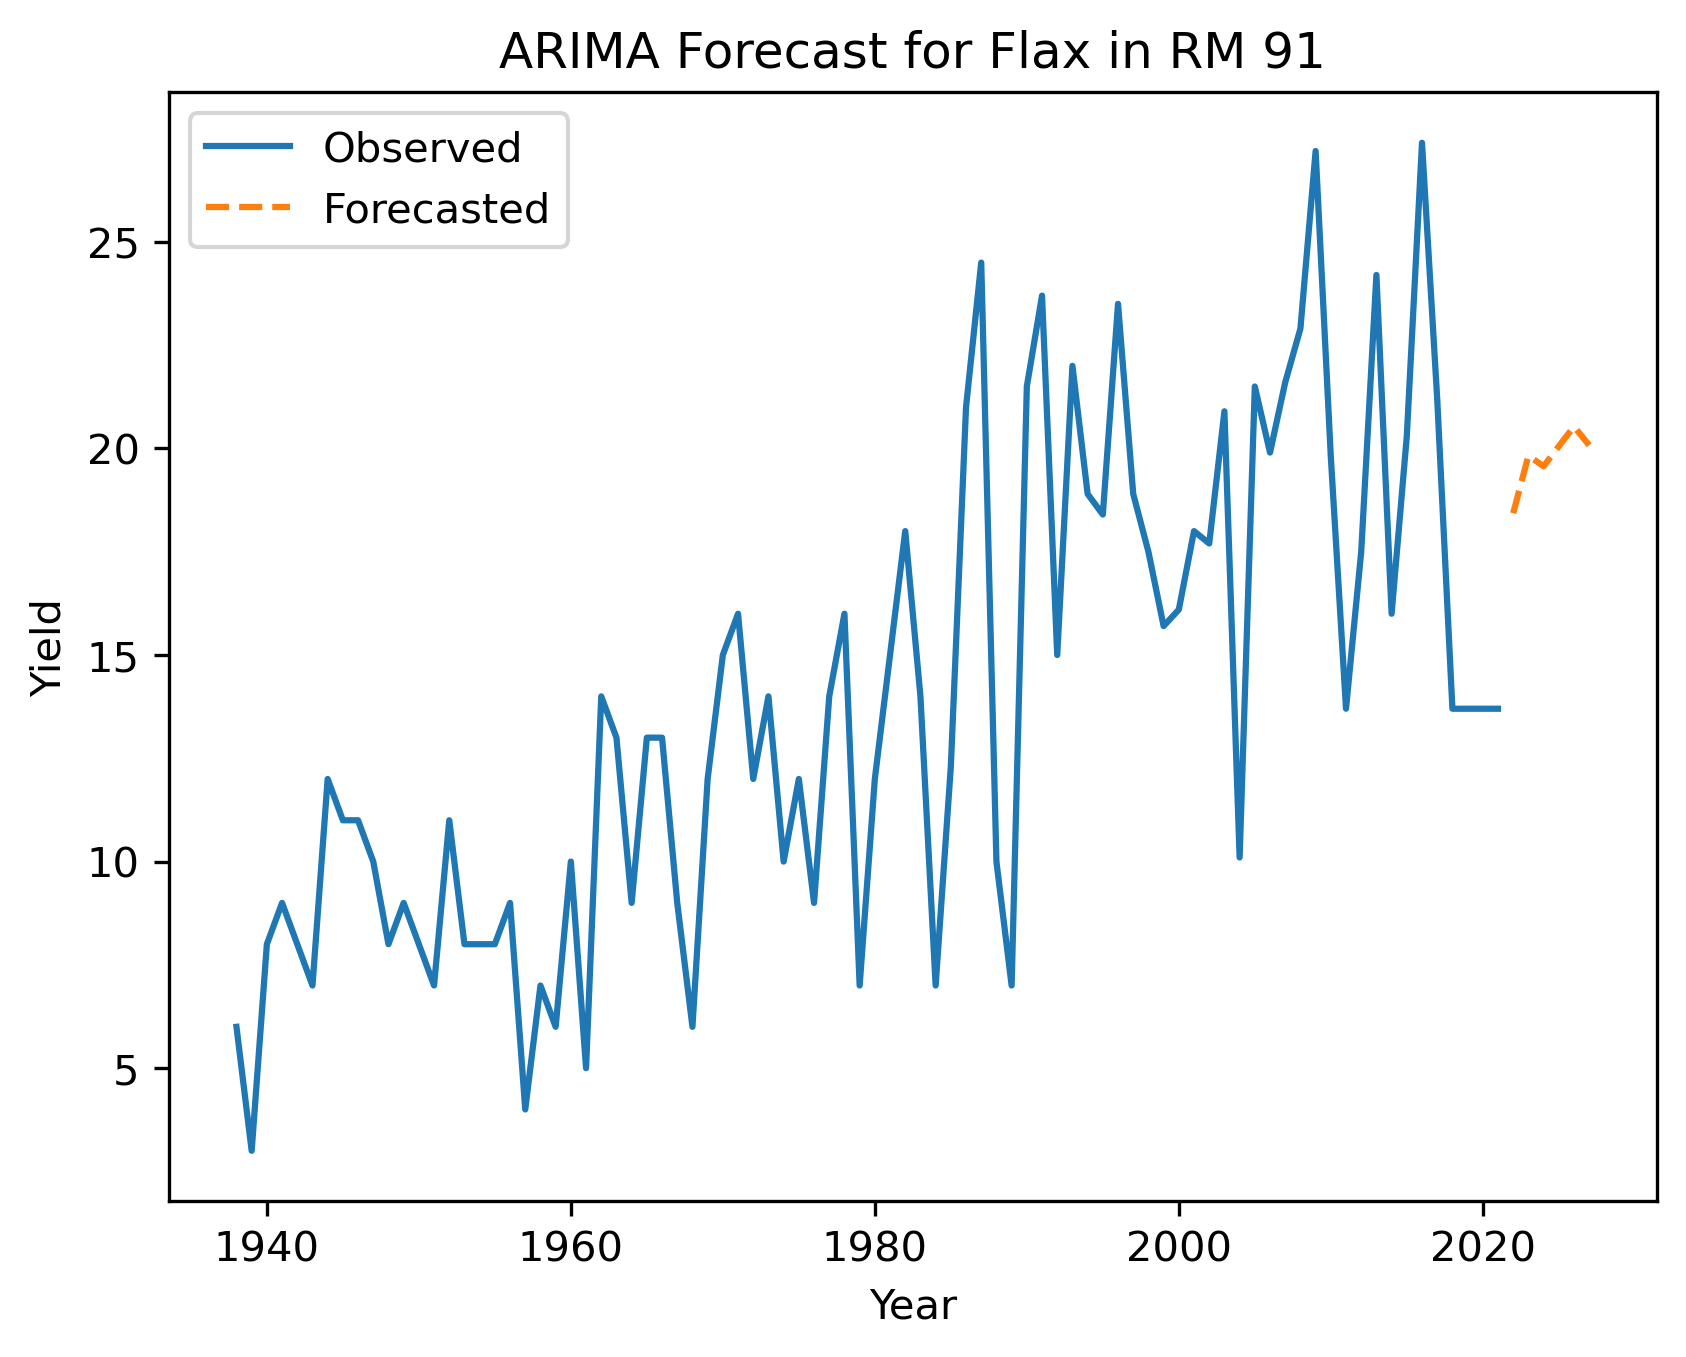 ARIMA Forecast for Flax in RM 91
Observed
Forecasted
25
20
15
10
5
Yield
1940 1960 1980 2000 2020
Year